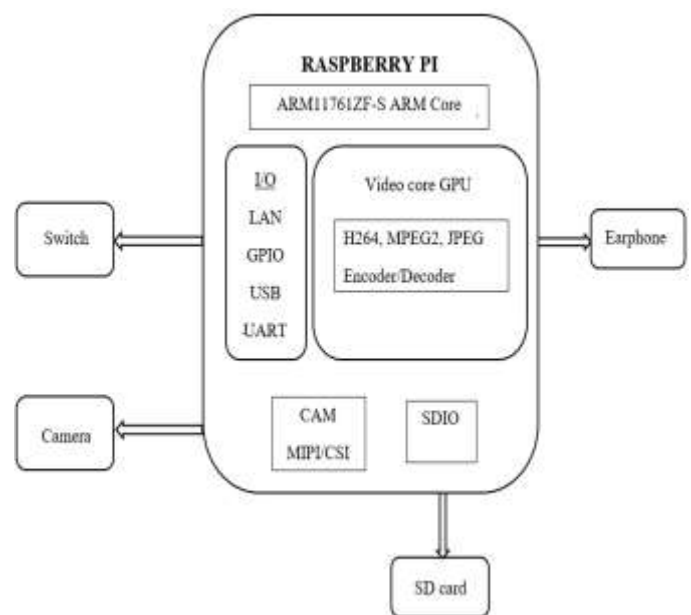 RASPBERRY PI
ARM11761ZF-S ARM Core
I/O
LAN
GPIO
USB
UART
Video core GPU
H264, MPEG2, JPEG
Encoder/Decoder
Switch
Earphone
Camera
CAM
MIPI/CSI
SDIO
SD card